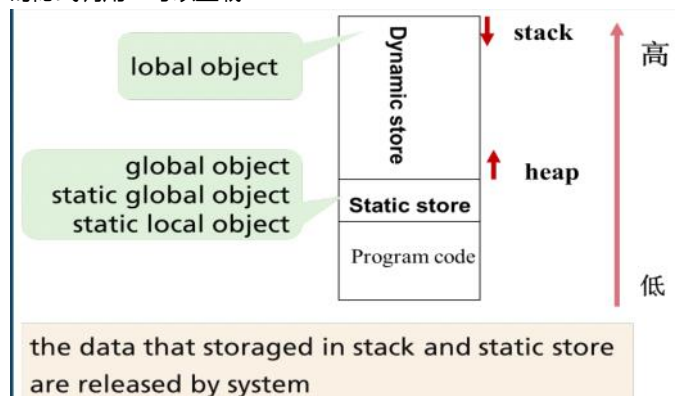 lobal object
Dynamic store
stack
高
heap
global object
static global object
static local object
Static store
Program code
低
the data that storaged in stack and static store
are released by system